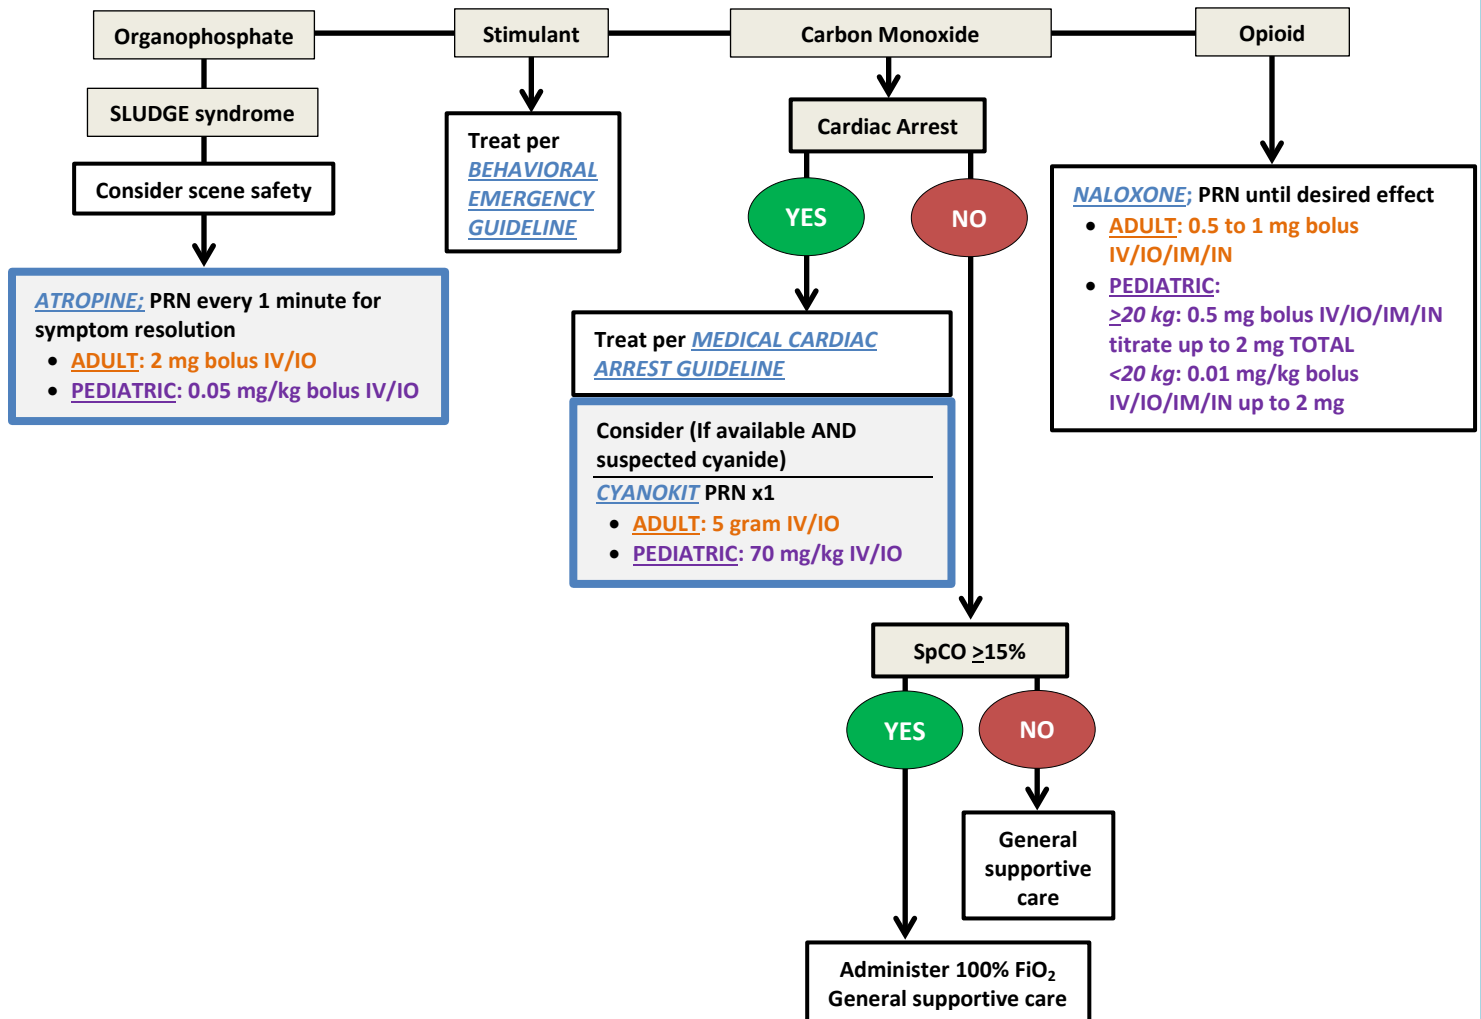 Organophosphate
Stimulant
Carbon Monoxide
Opioid
SLUDGE syndrome
Consider scene safety
ATROPINE; PRN every 1 minute for
symptom resolution
• ADULT: 2 mg bolus IV/IO
• PEDIATRIC: 0.05 mg/kg bolus IV/IO
Treat per
BEHAVIORAL
EMERGENCY
GUIDELINE
Cardiac Arrest
YES
NO
Treat per MEDICAL CARDIAC
ARREST GUIDELINE
Consider (If available AND
suspected cyanide)
CYANOKIT PRN x1
• ADULT: 5 gram IV/IO
• PEDIATRIC: 70 mg/kg IV/IO
SpCO ≥15%
YES
NO
General
supportive
care
Administer 100% FiO₂
General supportive care
NALOXONE; PRN until desired effect
• ADULT: 0.5 to 1 mg bolus
IV/IO/IM/IN
• PEDIATRIC:
≥20 kg: 0.5 mg bolus IV/IO/IM/IN
titrate up to 2 mg TOTAL
<20 kg: 0.01 mg/kg bolus
IV/IO/IM/IN up to 2 mg